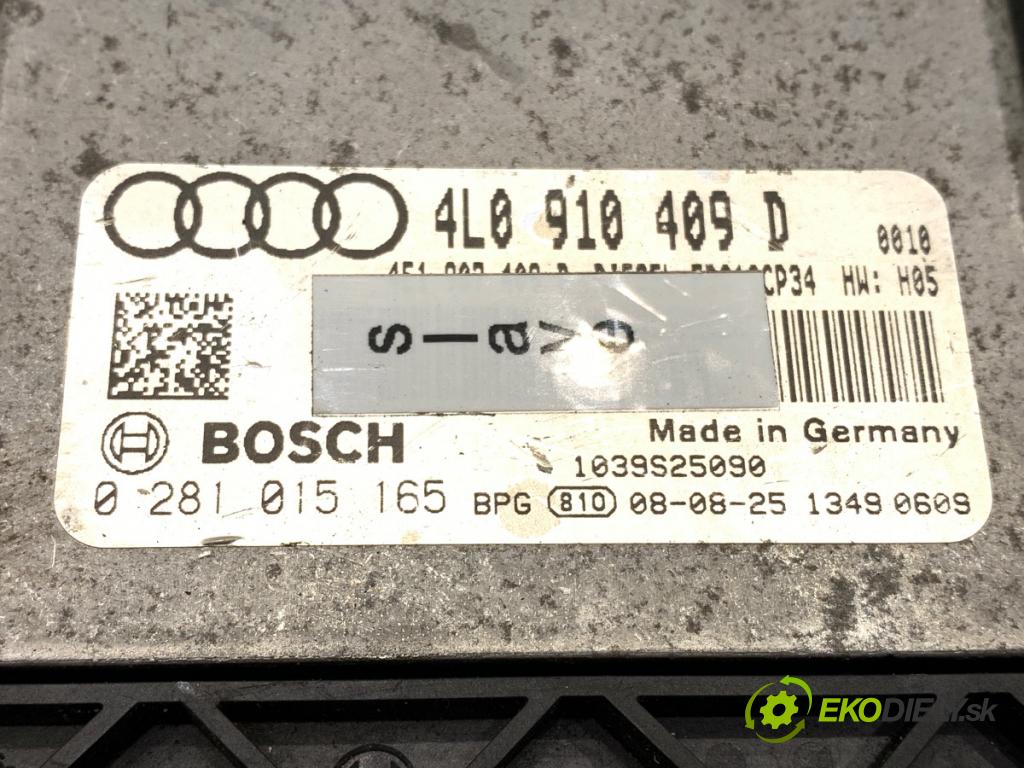 4L0 910 409 D
0010
CP34 HW: H05
slave
BOSCH
Made in Germany
1039S25090
0 281 015 165 BPG 810 08-08-25 1349 0609
EKODIELY.sk